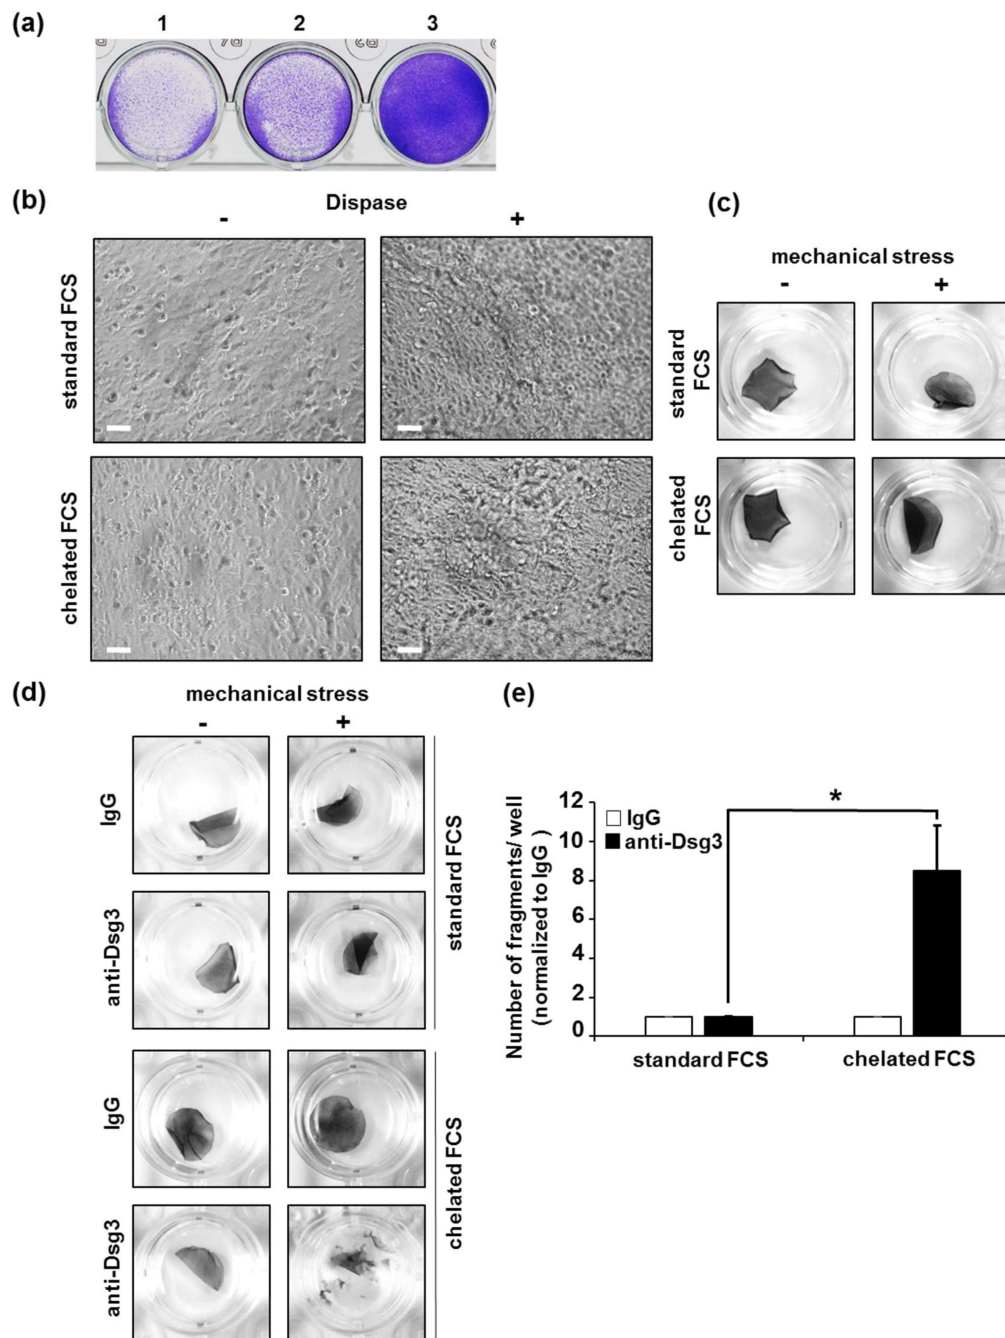 (a)
1 2 3
(b)
Dispase
- +
standard FCS
chelated FCS
(c)
mechanical stress
- +
standard
FCS
chelated
FCS
(d)
mechanical stress
- +
IgG
anti-Dsg3
standard FCS
IgG
anti-Dsg3
chelated FCS
(e)
Number of fragments/ well
(normalized to IgG )
12
10
8
6
4
2
0
IgG
anti-Dsg3
*
standard FCS chelated FCS